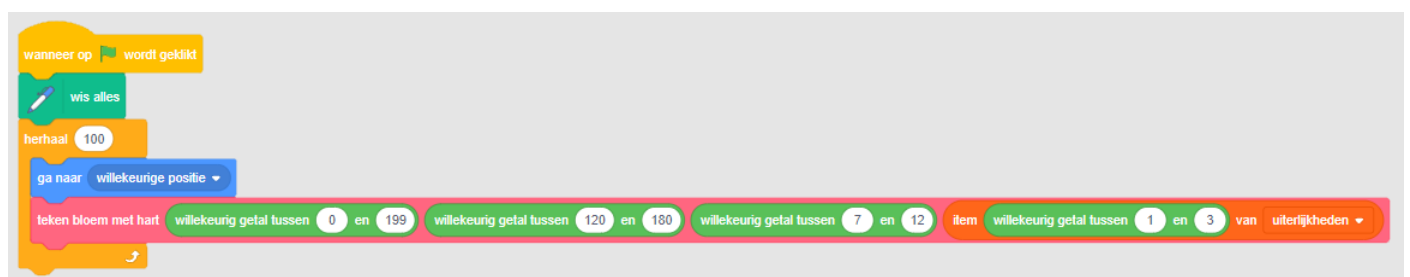 wanneer op wordt geklikt
wis alles
herhaal 100
ga naar willekeurige positie
teken bloem met hart willekeurig getal tussen 0 en 199 willekeurig getal tussen 120 en 180 willekeurig getal tussen 7 en 12 item willekeurig getal tussen 1 en 3 van uiterlijkheden